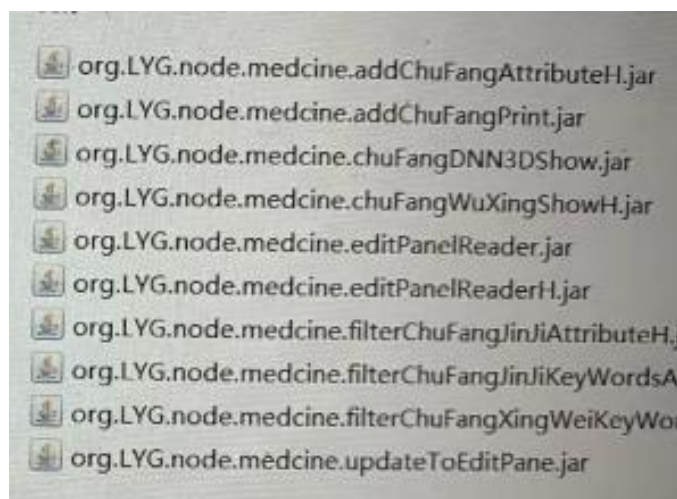 org.LYG.node.medcine.addChuFangAttributeH.jar
org.LYG.node.medcine.addChuFangPrint.jar
org.LYG.node.medcine.chuFangDNN3DShow.jar
org.LYG.node.medcine.chuFangWuXingShowH.jar
org.LYG.node.medcine.editPanelReader.jar
org.LYG.node.medcine.editPanelReaderH.jar
org.LYG.node.medcine.filterChuFangJinJiAttributeH.j
org.LYG.node.medcine.filterChuFangJinJiKeyWordsA
org.LYG.node.medcine.filterChuFangXingWeiKeyWo
org.LYG.node.medcine.updateToEditPane.jar